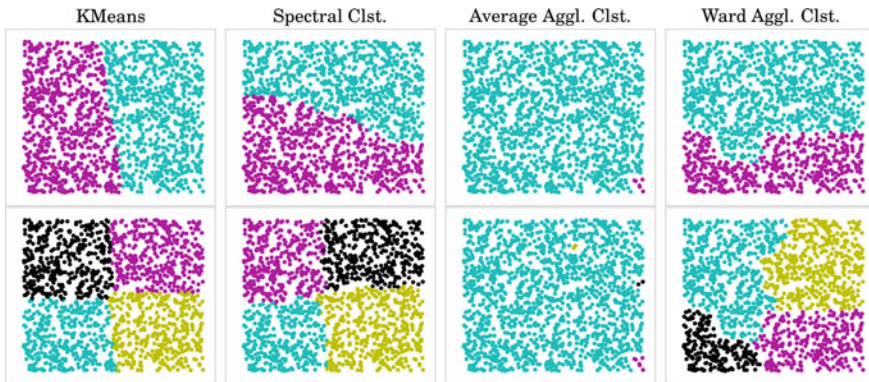 KMeans
Spectral Clst.
Average Aggl. Clst.
Ward Aggl. Clst.